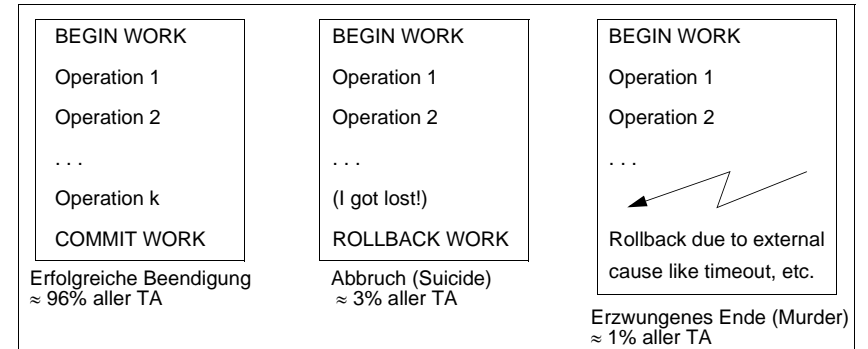 BEGIN WORK
Operation 1
Operation 2
. . .
Operation k
COMMIT WORK
Erfolgreiche Beendigung
≈ 96% aller TA
BEGIN WORK
Operation 1
Operation 2
. . .
(I got lost!)
ROLLBACK WORK
Abbruch (Suicide)
≈ 3% aller TA
BEGIN WORK
Operation 1
Operation 2
. . .
Rollback due to external
cause like timeout, etc.
Erzwungenes Ende (Murder)
≈ 1% aller TA